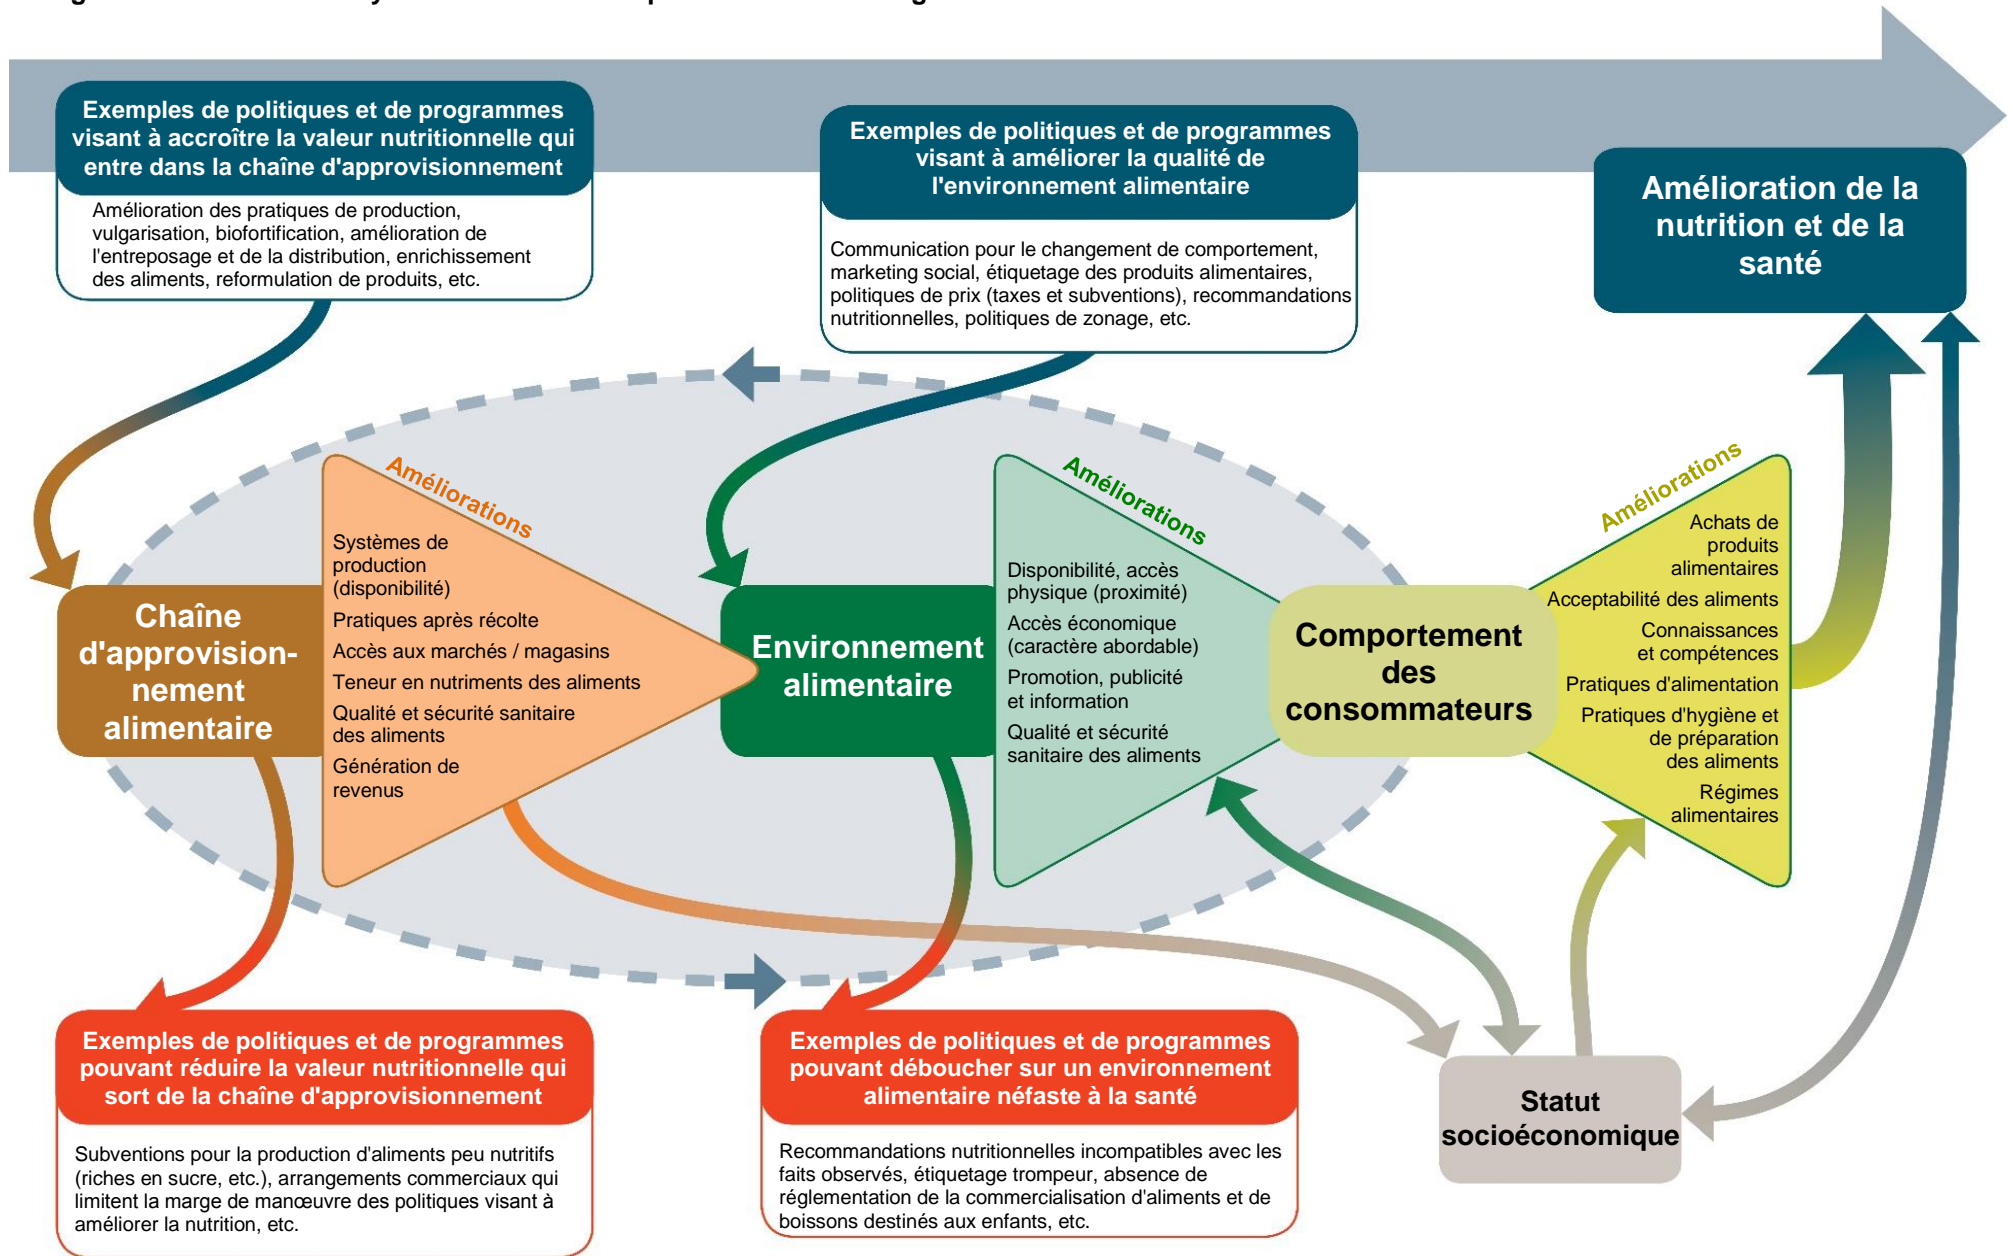 Exemples de politiques et de programmes
visant à accroître la valeur nutritionnelle qui
entre dans la chaîne d'approvisionnement
Amélioration des pratiques de production,
vulgarisation, biofortification, amélioration de
l'entreposage et de la distribution, enrichissement
des aliments, reformulation de produits, etc.
Exemples de politiques et de programmes
visant à améliorer la qualité de
l'environnement alimentaire
Communication pour le changement de comportement,
marketing social, étiquetage des produits alimentaires,
politiques de prix (taxes et subventions), recommandations
nutritionnelles, politiques de zonage, etc.
Amélioration de la
nutrition et de la
santé
Chaîne
d'approvision-
nement
alimentaire
Améliorations
Systèmes de
production
(disponibilité)
Pratiques après récolte
Accès aux marchés / magasins
Teneur en nutriments des aliments
Qualité et sécurité sanitaire
des aliments
Génération de
revenus
Environnement
alimentaire
Améliorations
Disponibilité, accès
physique (proximité)
Accès économique
(caractère abordable)
Promotion, publicité
et information
Qualité et sécurité
sanitaire des aliments
Comportement
des
consommateurs
Améliorations
Achats de
produits
alimentaires
Acceptabilité des aliments
Connaissances
et compétences
Pratiques d'alimentation
Pratiques d'hygiène et
de préparation
des aliments
Régimes
alimentaires
Exemples de politiques et de programmes
pouvant réduire la valeur nutritionnelle qui
sort de la chaîne d'approvisionnement
Subventions pour la production d'aliments peu nutritifs
(riches en sucre, etc.), arrangements commerciaux qui
limitent la marge de manœuvre des politiques visant à
améliorer la nutrition, etc.
Exemples de politiques et de programmes
pouvant déboucher sur un environnement
alimentaire néfaste à la santé
Recommandations nutritionnelles incompatibles avec les
faits observés, étiquetage trompeur, absence de
réglementation de la commercialisation d'aliments et de
boissons destinés aux enfants, etc.
Statut
socioéconomique